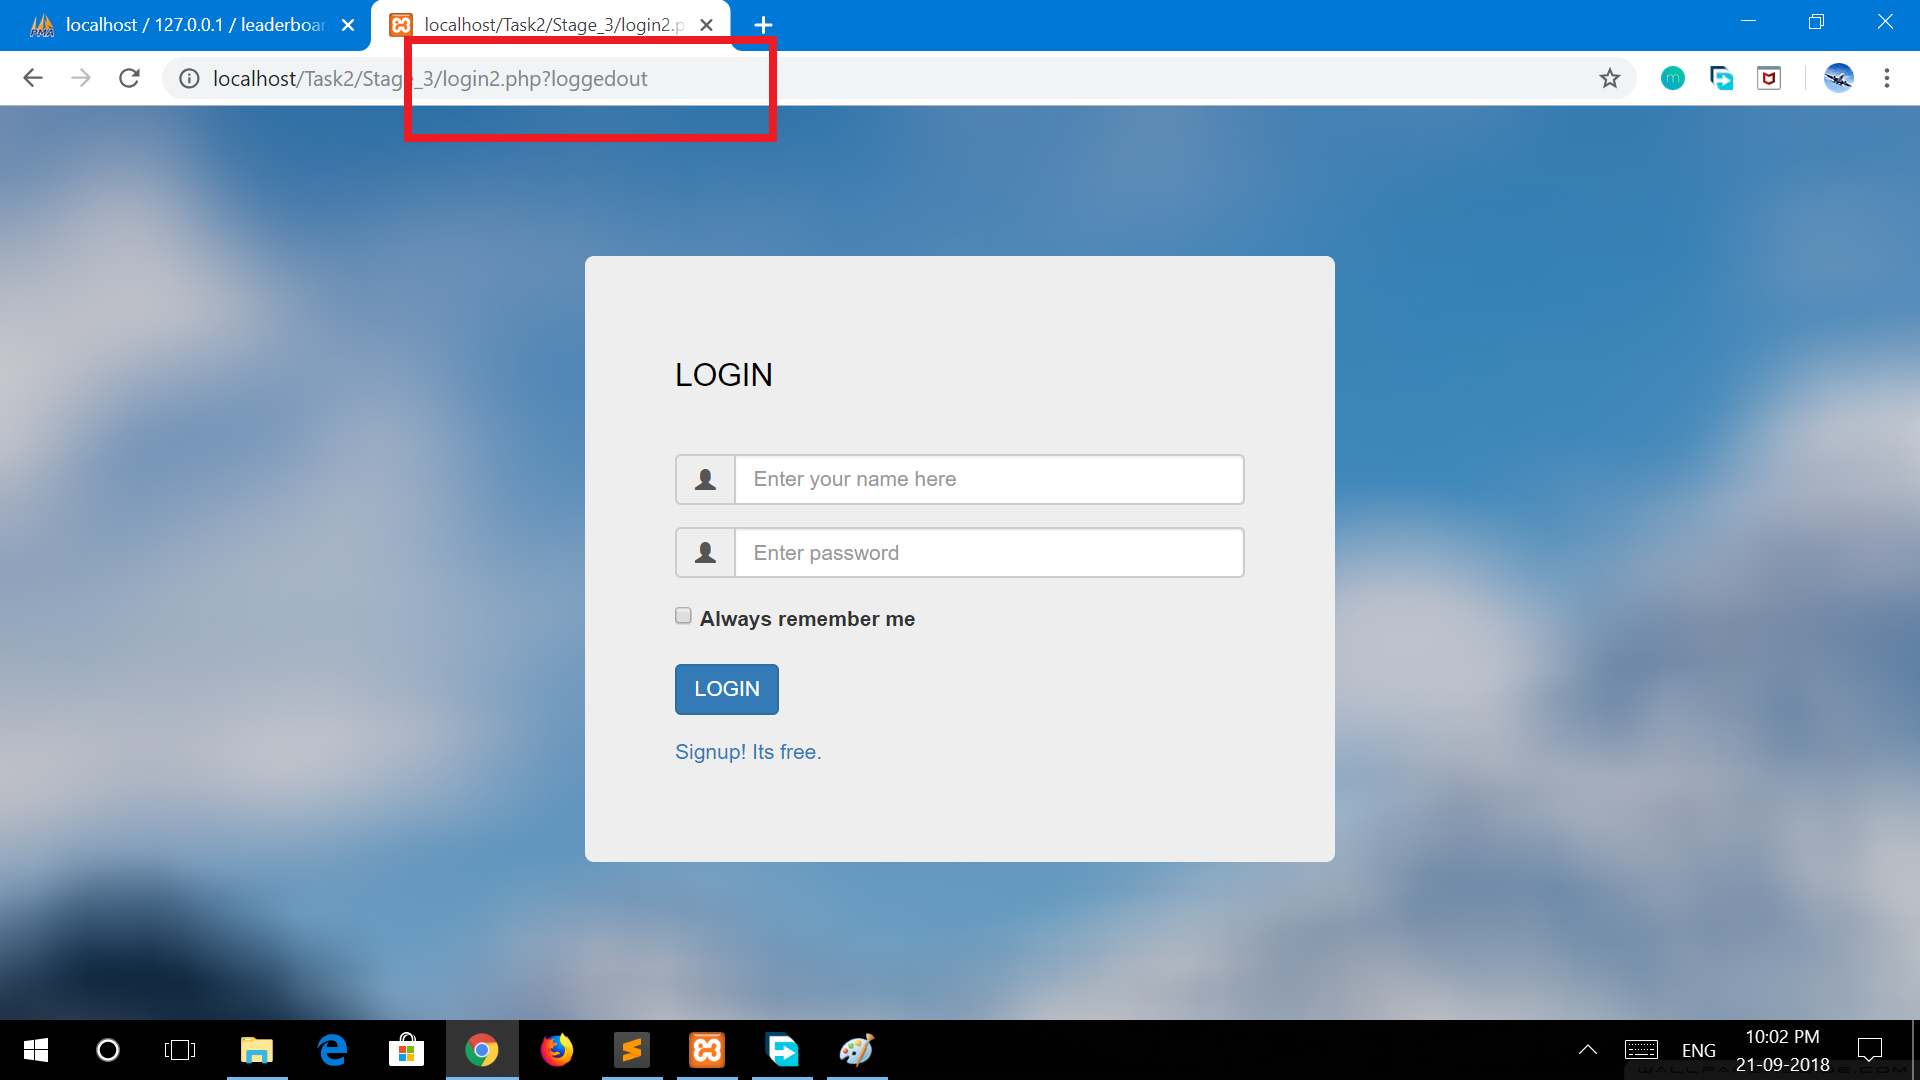 localhost / 127.0.0.1 / leaderboar
localhost/Task2/Stage_3/login2.p
localhost/Task2/Stage_3/login2.php?loggedout
m
LOGIN
Enter your name here
Enter password
Always remember me
LOGIN
Signup! Its free.
ENG
10:02 PM
21-09-2018